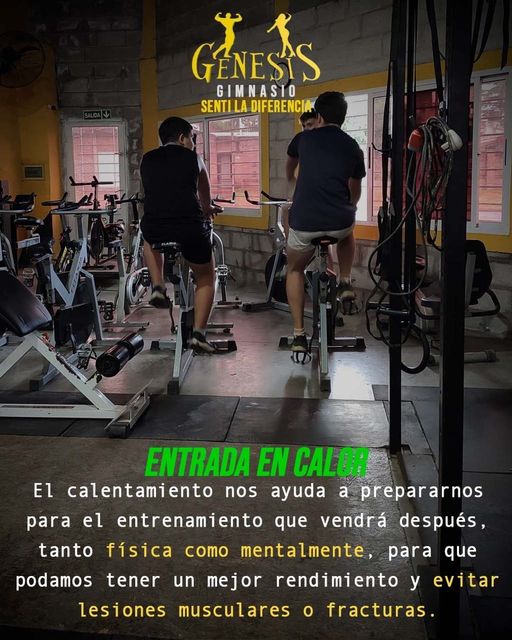 GENESIS
GIMNASIO
SENTI LA DIFERENCIA
SALIDA
ENTRADA EN CALOR
El calentamiento nos ayuda a prepararnos
para el entrenamiento que vendrá después,
tanto física como mentalmente, para que
podamos tener un mejor rendimiento y evitar
lesiones musculares o fracturas.